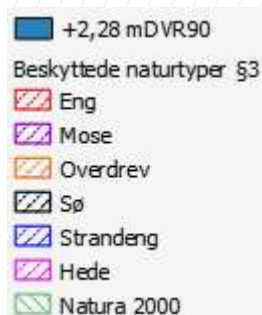 +2,28 mDVR90
Beskyttede naturtyper §3
Eng
Mose
Overdrev
Sø
Strandeng
Hede
Natura 2000